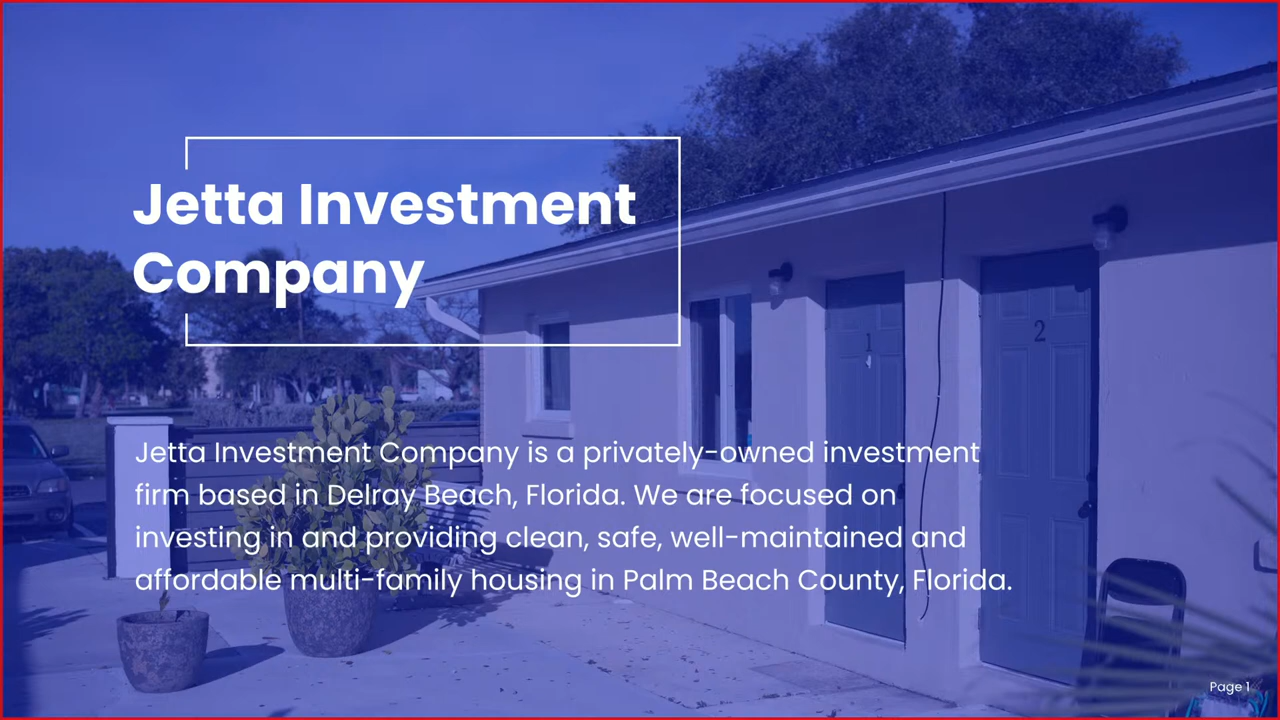 Jetta Investment
Company
1
2
Jetta Investment Company is a privately-owned investment
firm based in Delray Beach, Florida. We are focused on
investing in and providing clean, safe, well-maintained and
affordable multi-family housing in Palm Beach County, Florida.
Page 1